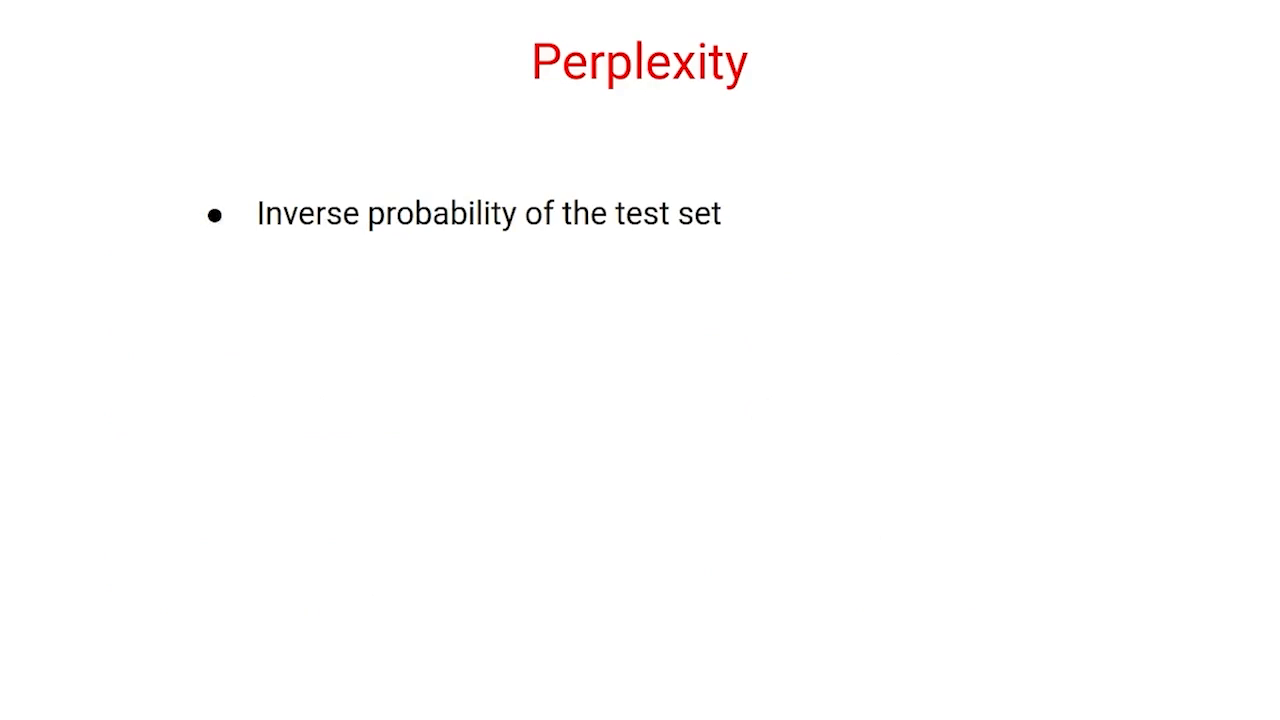 Perplexity
● Inverse probability of the test set